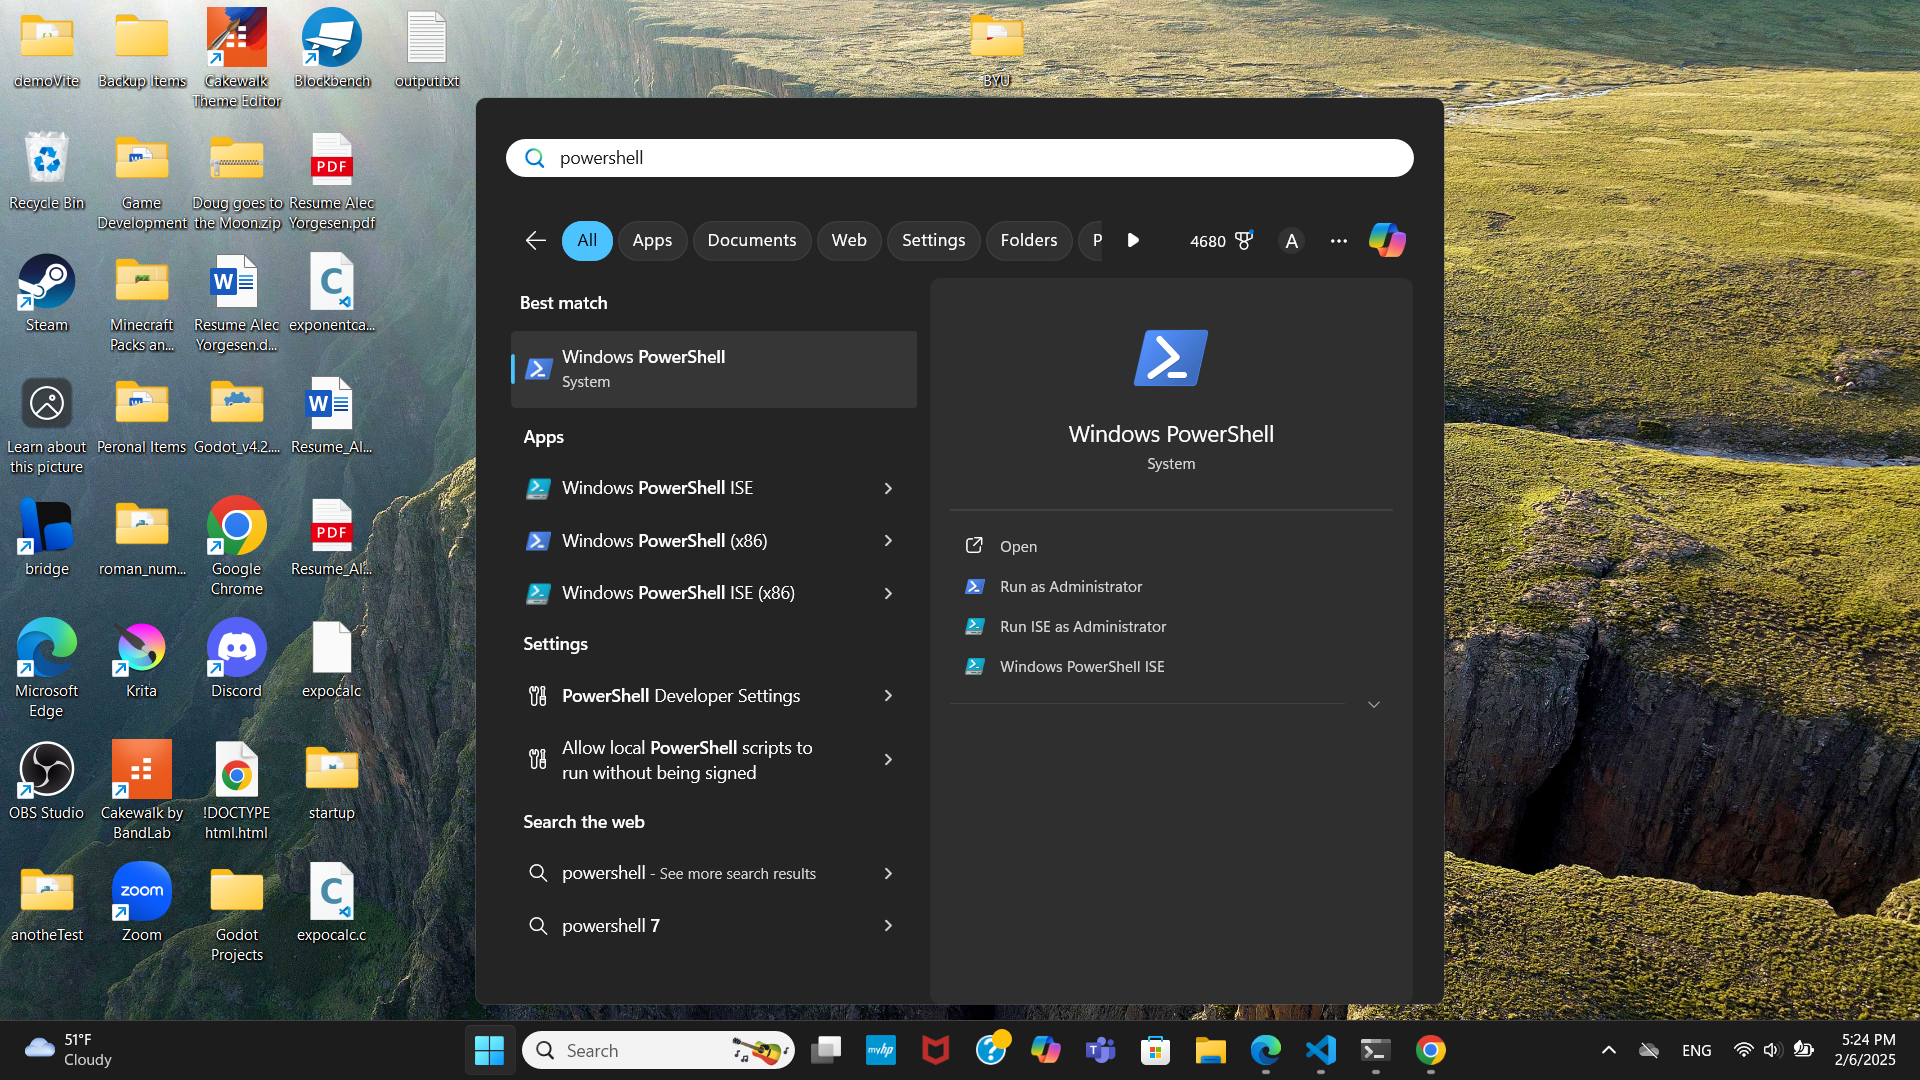 demoVite
Backup Items
Cakewalk
Theme Editor
Blockbench
output.txt
BYU
Recycle Bin
Game
Development
Doug goes to
the Moon.zip
PDF
Resume Alec
Yorgesen.pdf
Steam
Minecraft
Packs an...
W
Resume Alec
Yorgesen.d...
C
exponentca...
Learn about
this picture
Peronal Items
Godot_v4.2....
W
Resume_Al...
bridge
roman_num...
Google
Chrome
PDF
Resume_Al...
Microsoft
Edge
Krita
Discord
expocalc
OBS Studio
Cakewalk by
BandLab
!DOCTYPE
html.html
startup
anotheTest
zoom
Zoom
Godot
Projects
C
expocalc.c
powershell
All
Apps
Documents
Web
Settings
Folders
P
4680
A
Best match
Windows PowerShell
System
Apps
Windows PowerShell ISE
Windows PowerShell (x86)
Windows PowerShell ISE (x86)
Settings
PowerShell Developer Settings
Allow local PowerShell scripts to
run without being signed
Search the web
powershell - See more search results
powershell 7
Windows PowerShell
System
Open
Run as Administrator
Run ISE as Administrator
Windows PowerShell ISE
51°F
Cloudy
Search
myhp
ENG
5:24 PM
2/6/2025